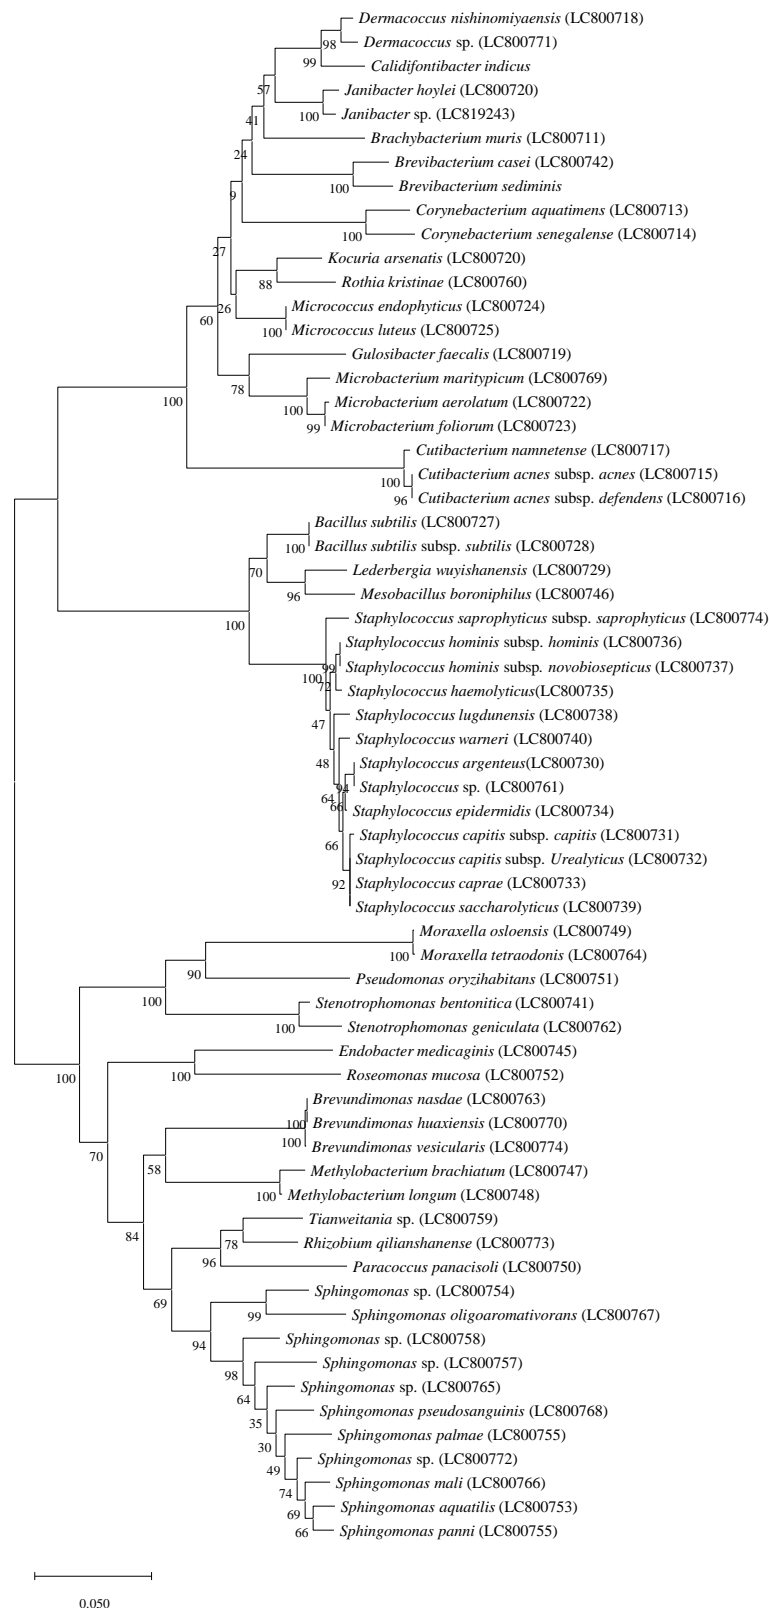 Dermacoccus nishinomiyaensis (LC800718)
98
Dermacoccus sp. (LC800771)
99
Calidifontibacter indicus
57
Janibacter hoylei (LC800720)
100
Janibacter sp. (LC819243)
41
Brachybacterium muris (LC800711)
24
Brevibacterium casei (LC800742)
100
Brevibacterium sediminis
9
Corynebacterium aquatimens (LC800713)
100
Corynebacterium senegalense (LC800714)
27
Kocuria arsenatis (LC800720)
88
Rothia kristinae (LC800760)
26
Micrococcus endophyticus (LC800724)
60
100
Micrococcus luteus (LC800725)
Gulosibacter faecalis (LC800719)
78
Microbacterium maritypicum (LC800769)
100
Microbacterium aerolatum (LC800722)
100
99
Microbacterium foliorum (LC800723)
Cutibacterium namnetense (LC800717)
100
Cutibacterium acnes subsp. acnes (LC800715)
96
Cutibacterium acnes subsp. defendens (LC800716)
Bacillus subtilis (LC800727)
100
Bacillus subtilis subsp. subtilis (LC800728)
70
Lederbergia wuyishanensis (LC800729)
96
Mesobacillus boroniphilus (LC800746)
100
Staphylococcus saprophyticus subsp. saprophyticus (LC800774)
Staphylococcus hominis subsp. hominis (LC800736)
99
Staphylococcus hominis subsp. novobiosepticus (LC800737)
100
72
Staphylococcus haemolyticus(LC800735)
47
Staphylococcus lugdunensis (LC800738)
Staphylococcus warneri (LC800740)
48
Staphylococcus argenteus(LC800730)
94
Staphylococcus sp. (LC800761)
64
66
Staphylococcus epidermidis (LC800734)
Staphylococcus capitis subsp. capitis (LC800731)
66
Staphylococcus capitis subsp. Urealyticus (LC800732)
92
Staphylococcus caprae (LC800733)
Staphylococcus saccharolyticus (LC800739)
Moraxella osloensis (LC800749)
100
Moraxella tetraodonis (LC800764)
90
Pseudomonas oryzihabitans (LC800751)
100
Stenotrophomonas bentonitica (LC800741)
100
Stenotrophomonas geniculata (LC800762)
Endobacter medicaginis (LC800745)
100
100
Roseomonas mucosa (LC800752)
Brevundimonas nasdae (LC800763)
100
Brevundimonas huaxiensis (LC800770)
100
Brevundimonas vesicularis (LC800774)
70
58
Methylobacterium brachiatum (LC800747)
100
Methylobacterium longum (LC800748)
Tianweitania sp. (LC800759)
84
78
Rhizobium qilianshanense (LC800773)
96
Paracoccus panacisoli (LC800750)
69
Sphingomonas sp. (LC800754)
99
Sphingomonas oligoaromativorans (LC800767)
94
Sphingomonas sp. (LC800758)
98
Sphingomonas sp. (LC800757)
64
Sphingomonas sp. (LC800765)
35
Sphingomonas pseudosanguinis (LC800768)
30
Sphingomonas palmae (LC800755)
49
Sphingomonas sp. (LC800772)
74
Sphingomonas mali (LC800766)
69
Sphingomonas aquatilis (LC800753)
66
Sphingomonas panni (LC800755)
0.050